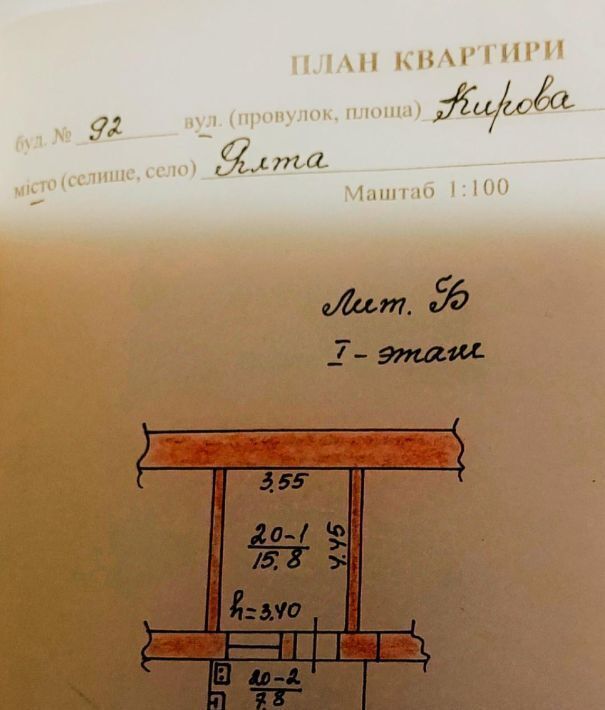 ПЛАН КВАРТИРИ
буд. № 92 вул. (провулок, площа) Кирова
місто (селище, село) Ялта
Маштаб 1:100
Лит. Б
I - этаж
3.55
20-1
15.8
4.45
h=3.40
20-2
7.8